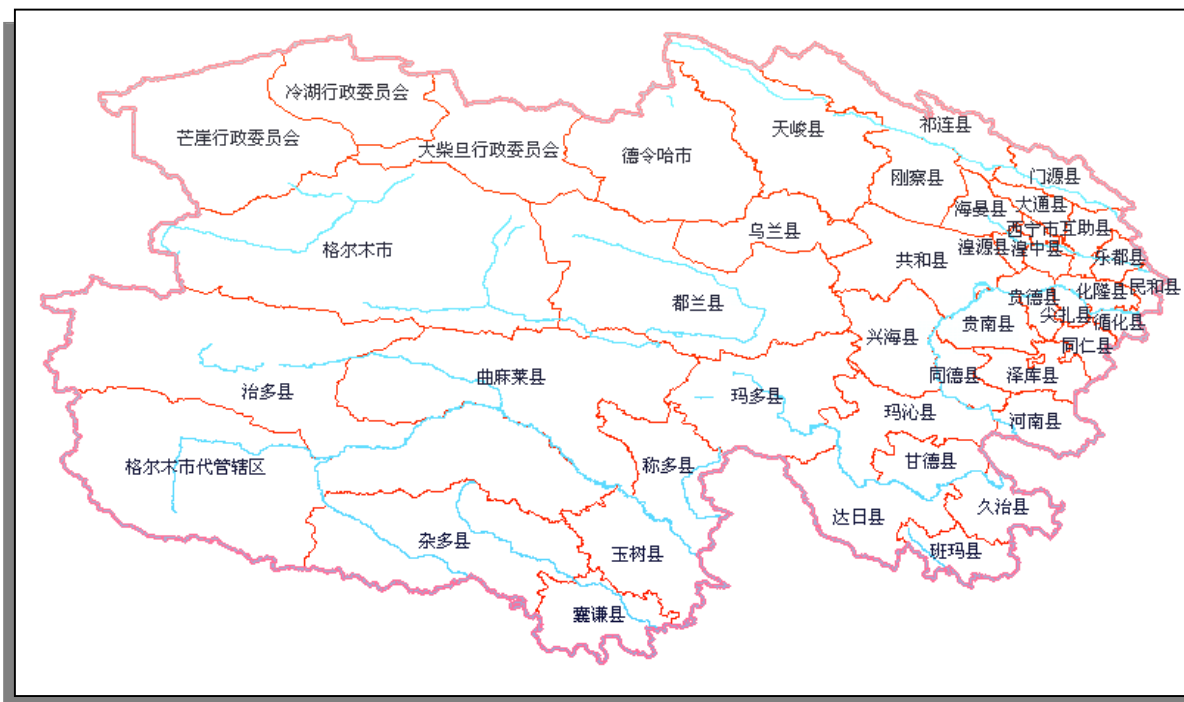 冷湖行政委员会
芒崖行政委员会
大柴旦行政委员会
德令哈市
天峻县
祁连县
刚察县
门源县
海晏县
大通县
西宁市
互助县
湟源县
湟中县
乐都县
乌兰县
共和县
格尔木市
都兰县
贵德县
化隆县
民和县
尖扎县
循化县
贵南县
兴海县
同仁县
同德县
泽库县
曲麻莱县
治多县
玛多县
玛沁县
河南县
格尔木市代管辖区
称多县
甘德县
达日县
久治县
杂多县
玉树县
班玛县
囊谦县